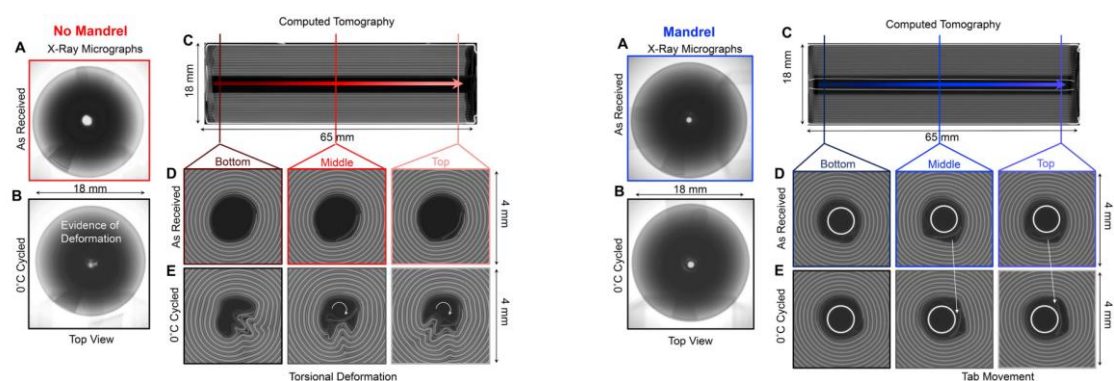 No Mandrel
A
X-Ray Micrographs
As Received
B
18 mm
Evidence of
Deformation
0°C Cycled
Top View
Computed Tomography
C
18 mm
65 mm
Bottom
Middle
Top
D
As Received
4 mm
E
0°C Cycled
4 mm
Torsional Deformation
Mandrel
A
X-Ray Micrographs
As Received
B
18 mm
0°C Cycled
Top View
Computed Tomography
C
18 mm
65 mm
Bottom
Middle
Top
D
As Received
4 mm
E
0°C Cycled
4 mm
Tab Movement